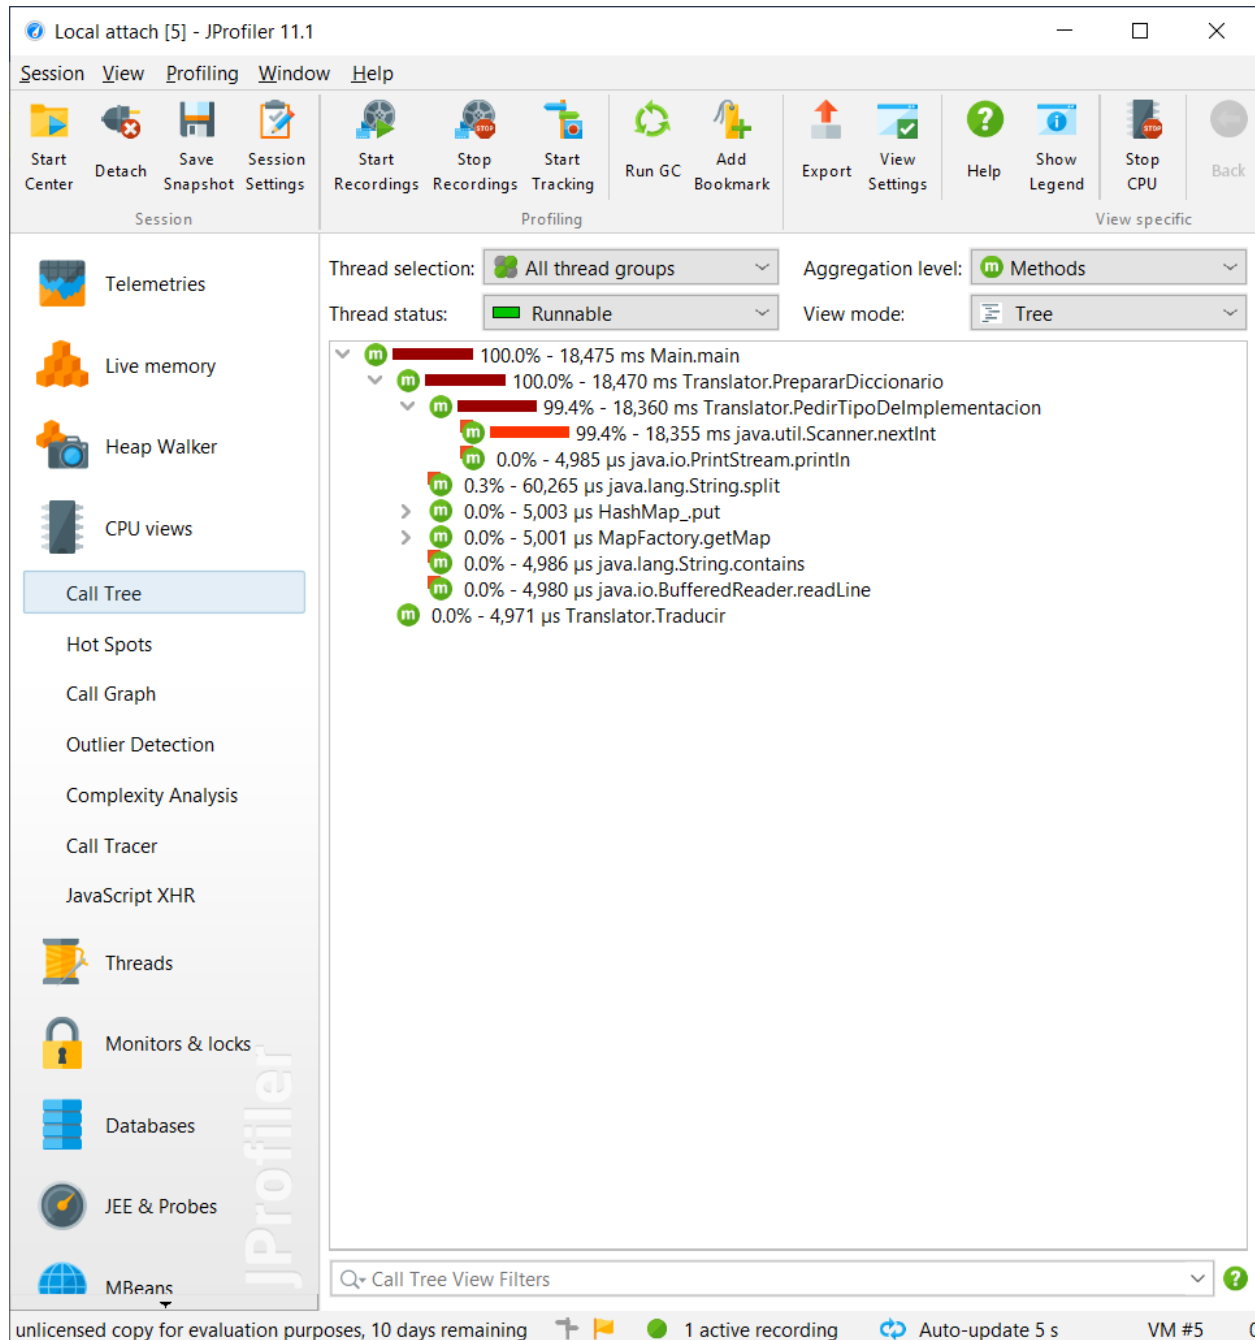 Local attach [5] - JProfiler 11.1
Session View Profiling Window Help
Start Center
Detach
Save Snapshot
Session Settings
Start Recordings
Stop Recordings
Start Tracking
Run GC
Add Bookmark
Export
View Settings
Help
Show Legend
Stop CPU
Back
Session
Profiling
View specific
Telemetries
Live memory
Heap Walker
CPU views
Call Tree
Hot Spots
Call Graph
Outlier Detection
Complexity Analysis
Call Tracer
JavaScript XHR
Threads
Monitors & locks
Databases
JEE & Probes
MBeans
JProfiler
Thread selection: All thread groups Aggregation level: m Methods
Thread status: Runnable View mode: Tree
m 100.0% - 18,475 ms Main.main
m 100.0% - 18,470 ms Translator.PrepararDiccionario
m 99.4% - 18,360 ms Translator.PedirTipoDeImplementacion
m 99.4% - 18,355 ms java.util.Scanner.nextInt
m 0.0% - 4,985 µs java.io.PrintStream.println
m 0.3% - 60,265 µs java.lang.String.split
m 0.0% - 5,003 µs HashMap_.put
m 0.0% - 5,001 µs MapFactory.getMap
m 0.0% - 4,986 µs java.lang.String.contains
m 0.0% - 4,980 µs java.io.BufferedReader.readLine
m 0.0% - 4,971 µs Translator.Traducir
Call Tree View Filters
unlicensed copy for evaluation purposes, 10 days remaining 1 active recording Auto-update 5 s VM #5